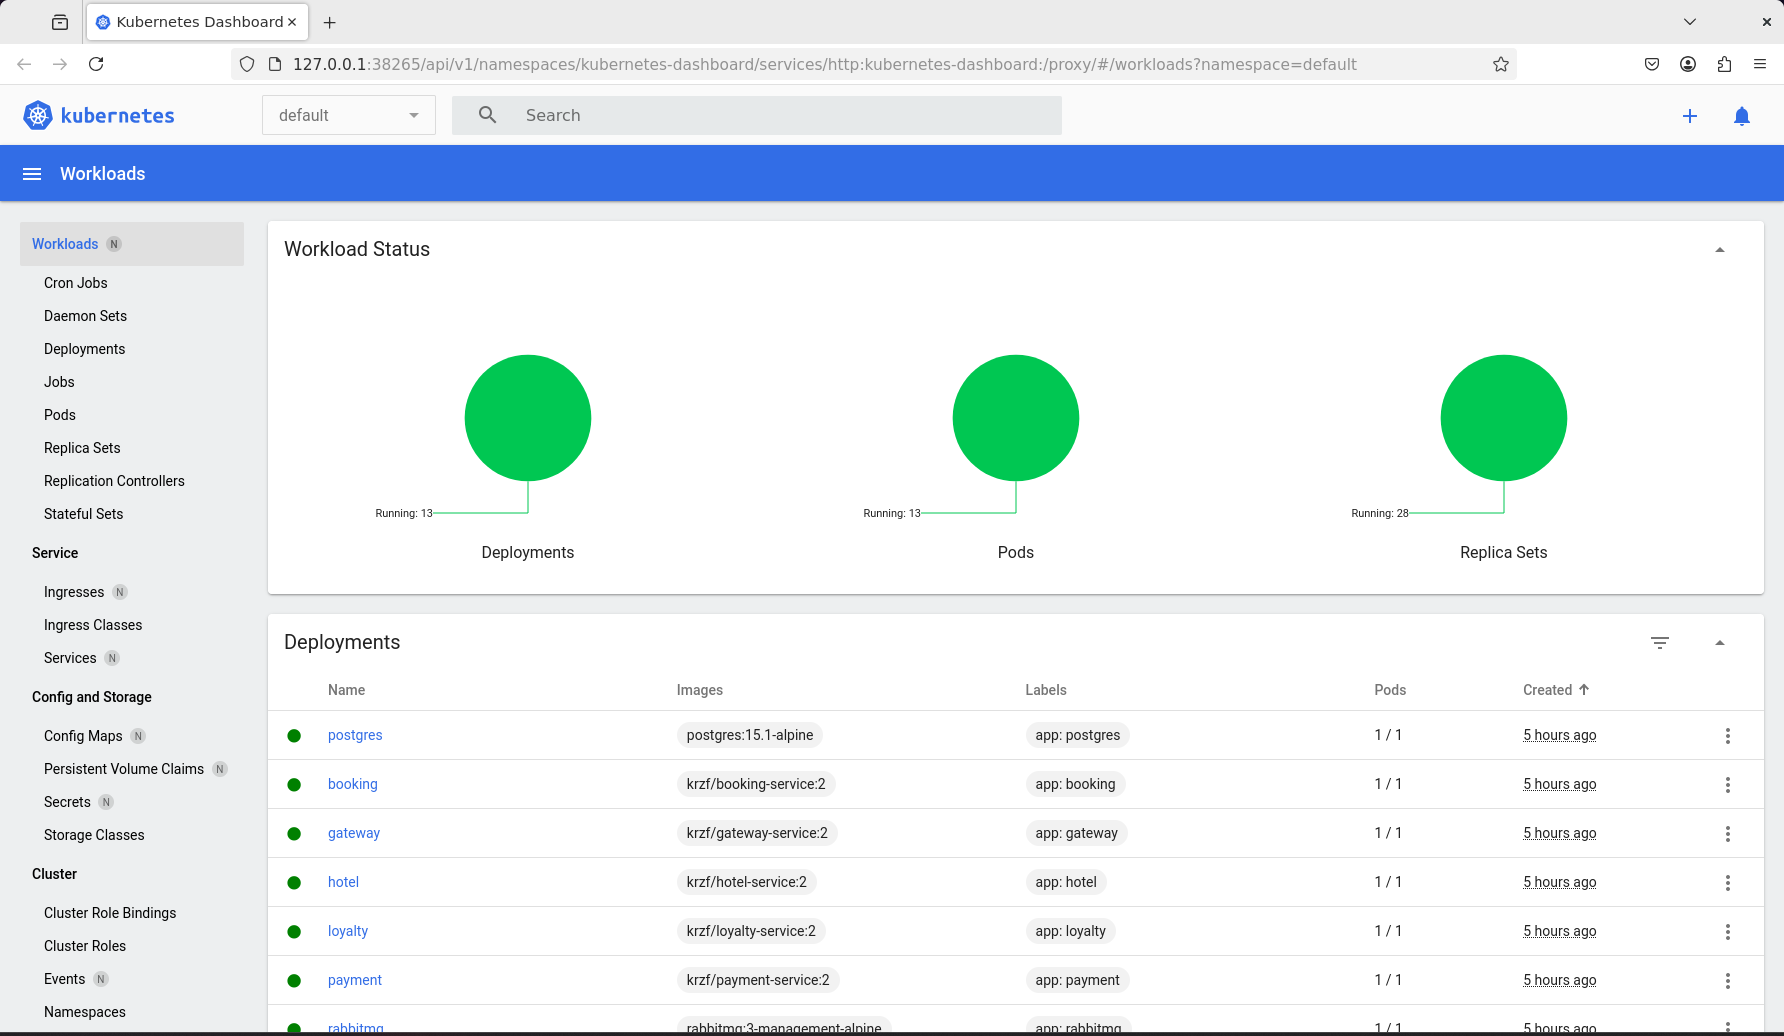 Kubernetes Dashboard
127.0.0.1:38265/api/v1/namespaces/kubernetes-dashboard/services/http:kubernetes-dashboard:/proxy/#/workloads?namespace=default
kubernetes
default
Search
Workloads
Workloads N
Cron Jobs
Daemon Sets
Deployments
Jobs
Pods
Replica Sets
Replication Controllers
Stateful Sets
Service
Ingresses N
Ingress Classes
Services N
Config and Storage
Config Maps N
Persistent Volume Claims N
Secrets N
Storage Classes
Cluster
Cluster Role Bindings
Cluster Roles
Events N
Namespaces
Workload Status
Running: 13
Deployments
Running: 13
Pods
Running: 28
Replica Sets
Deployments
Name Images Labels Pods Created
postgres postgres:15.1-alpine app: postgres 1 / 1 5 hours ago
booking krzf/booking-service:2 app: booking 1 / 1 5 hours ago
gateway krzf/gateway-service:2 app: gateway 1 / 1 5 hours ago
hotel krzf/hotel-service:2 app: hotel 1 / 1 5 hours ago
loyalty krzf/loyalty-service:2 app: loyalty 1 / 1 5 hours ago
payment krzf/payment-service:2 app: payment 1 / 1 5 hours ago
rabbitmq rabbitmq:3-management-alpine app: rabbitmq 1 / 1 5 hours ago